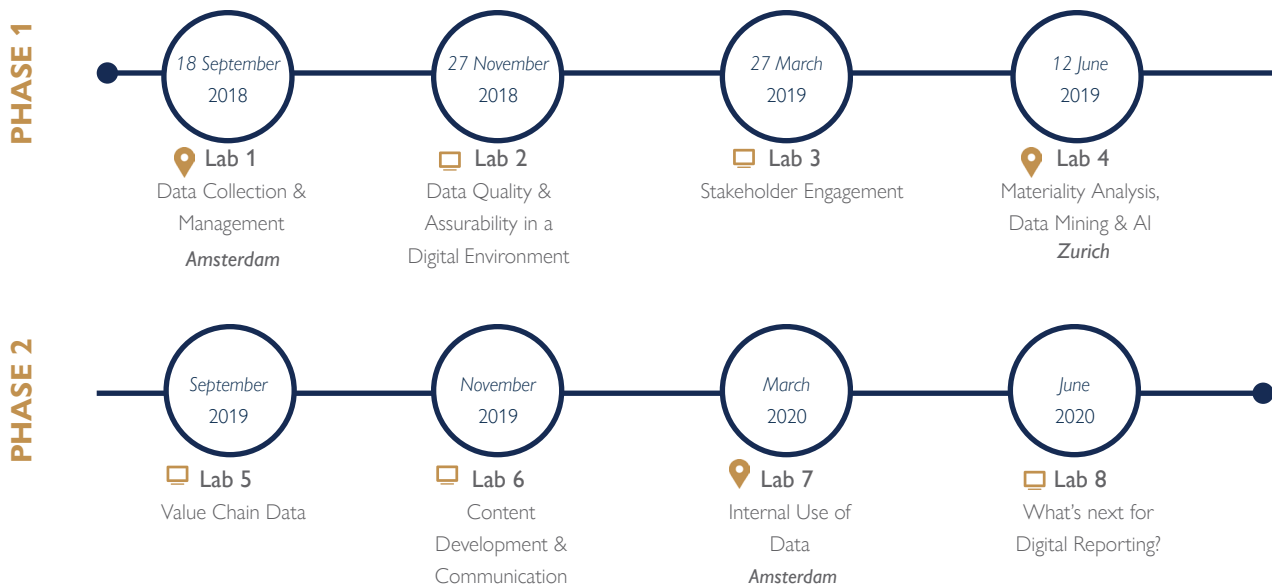 PHASE 1
18 September
2018
Lab 1
Data Collection &
Management
Amsterdam
27 November
2018
Lab 2
Data Quality &
Assurability in a
Digital Environment
27 March
2019
Lab 3
Stakeholder Engagement
12 June
2019
Lab 4
Materiality Analysis,
Data Mining & AI
Zurich
PHASE 2
September
2019
Lab 5
Value Chain Data
November
2019
Lab 6
Content
Development &
Communication
March
2020
Lab 7
Internal Use of
Data
Amsterdam
June
2020
Lab 8
What's next for
Digital Reporting?